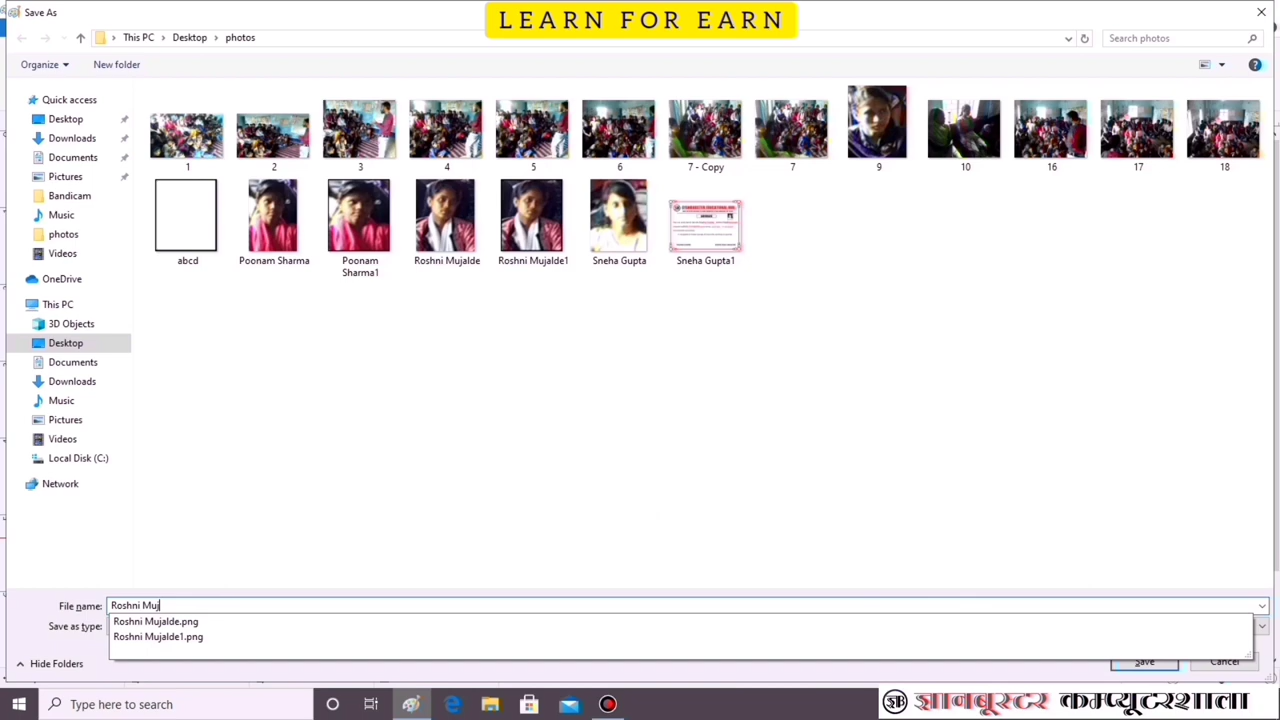 Save As
LEARN FOR EARN
This PC > Desktop > photos
Search photos
Organize
New folder
Quick access
Desktop
Downloads
Documents
Pictures
Bandicam
Music
photos
Videos
OneDrive
This PC
3D Objects
Desktop
Documents
Downloads
Music
Pictures
Videos
Local Disk (C:)
Network
1
2
3
4
5
6
7 - Copy
7
9
10
16
17
18
abcd
Poonam Sharma
Poonam
Sharma1
Roshni Mujalde
Roshni Mujalde1
Sneha Gupta
Sneha Gupta1
File name:
Roshni Muj
Roshni Mujalde.png
Save as type:
Roshni Mujalde1.png
Hide Folders
Save
Cancel
Type here to search
ज्ञानबूस्टर कम्प्यूटरशाला